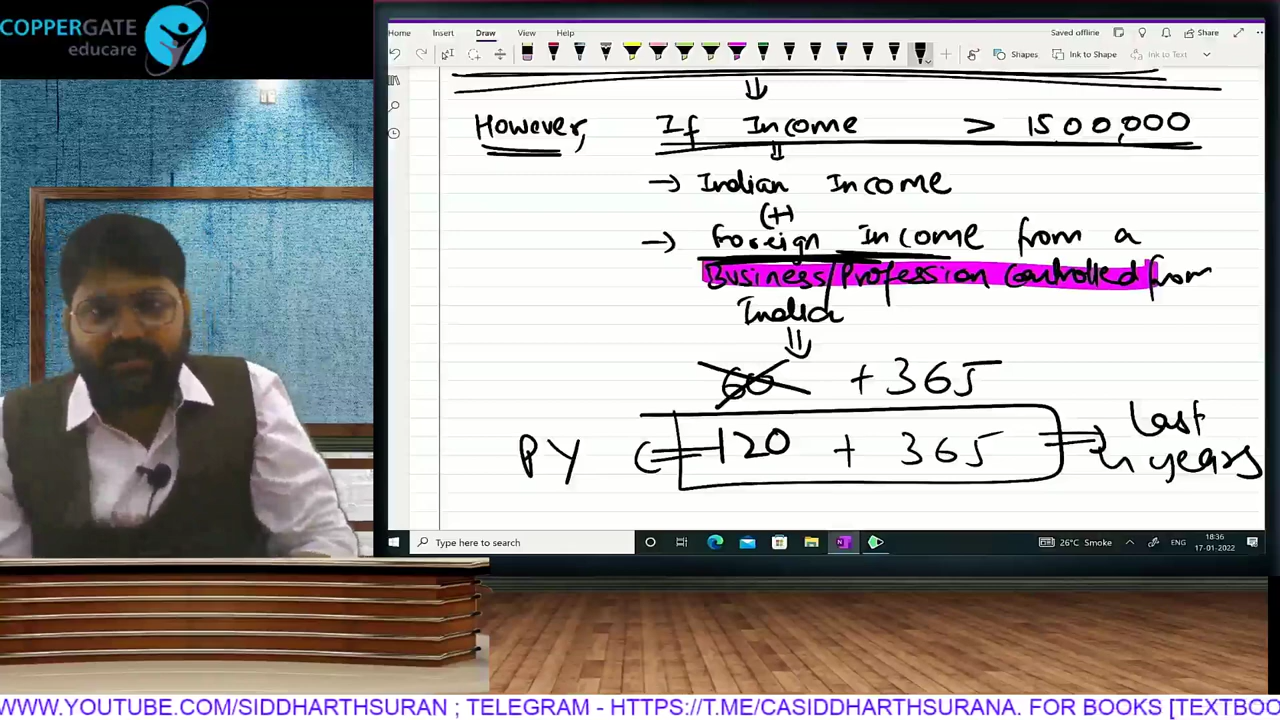 COPPERGATE
educare
Home Insert Draw View Help
Saved offline
Share
Shapes
Ink to Shape
Ink to Text
However, If Income > 1500,000
→ Indian Income
(+)
→ Foreign Income from a
Business/Profession controlled from
India
60 + 365
PY 120 + 365 last
4 years
Type here to search
26°C Smoke
ENG
18:36
17-01-2022
WWW.YOUTUBE.COM/SIDDHARTHSURAN ; TELEGRAM - HTTPS://T.ME/CASIDDHARTHSURANA. FOR BOOKS [TEXTBOO